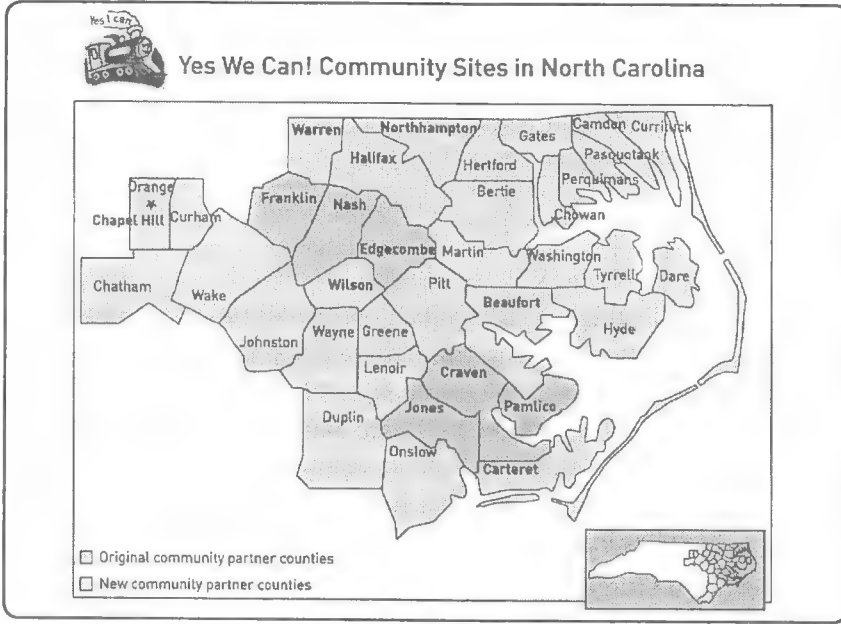 Yes I can
Yes We Can! Community Sites in North Carolina
Warren
Northhampton
Gates
Camden
Currituck
Halifax
Hertford
Pasquotank
Perquimans
Orange
Chapel Hill
Curham
Franklin
Nash
Bertie
Chowan
Edgecombe
Martin
Washington
Tyrrell
Dare
Chatham
Wake
Wilson
Pitt
Beaufort
Hyde
Johnston
Wayne
Greene
Lenoir
Craven
Jones
Pamlico
Duplin
Onslow
Carteret
Original community partner counties
New community partner counties